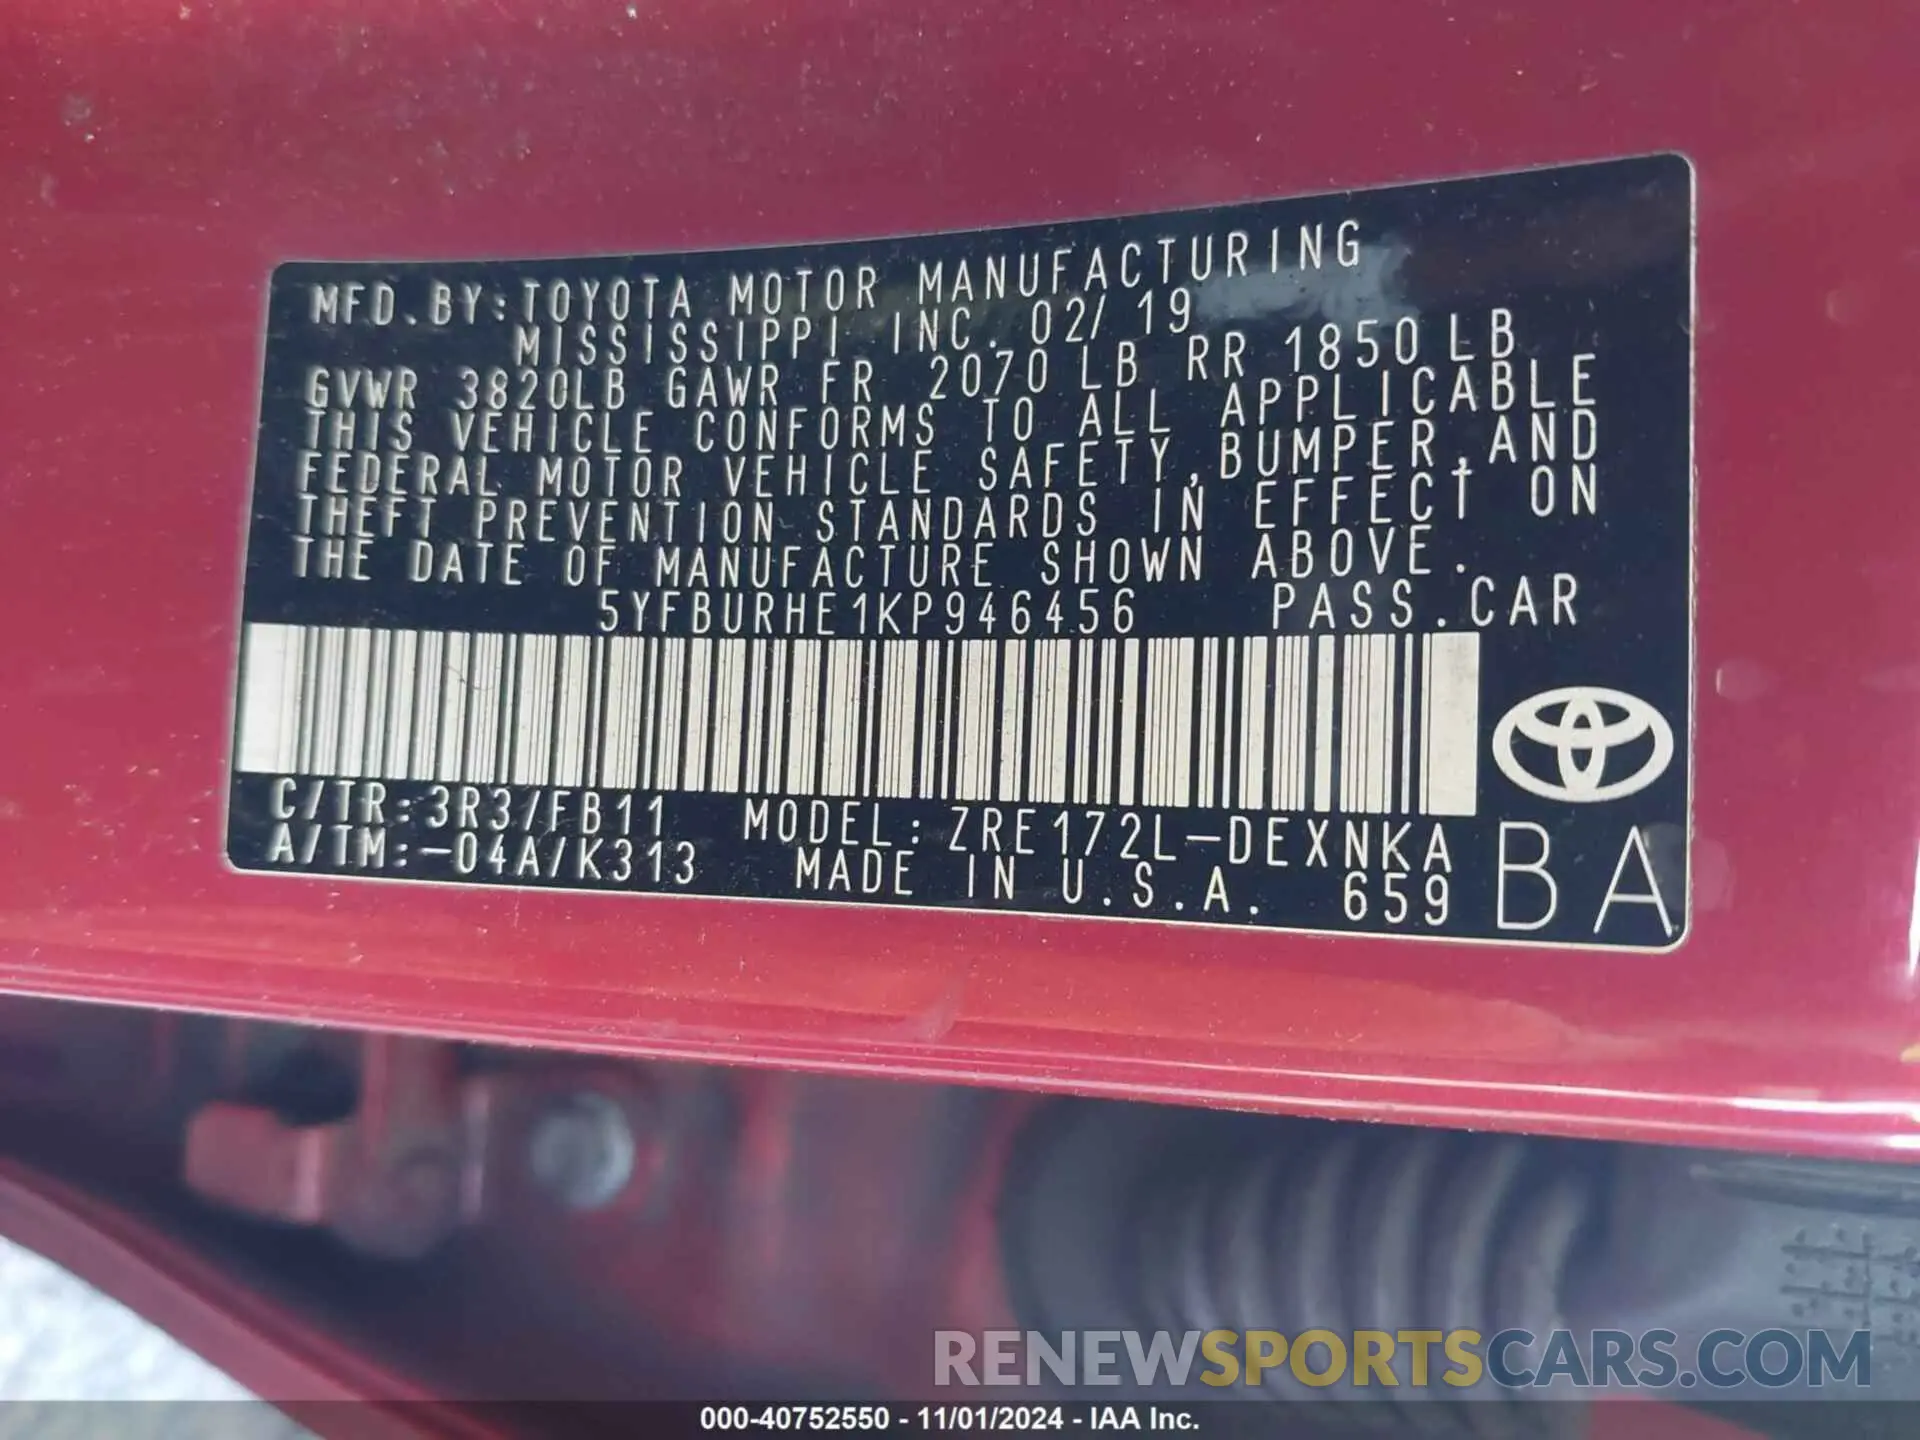 MFD.BY:TOYOTA MOTOR MANUFACTURING
MISSISSIPPI INC. 02/19
GVWR 3820LB GAWR FR 2070LB RR 1850LB
THIS VEHICLE CONFORMS TO ALL APPLICABLE
FEDERAL MOTOR VEHICLE SAFETY,BUMPER,AND
THEFT PREVENTION STANDARDS IN EFFECT ON
THE DATE OF MANUFACTURE SHOWN ABOVE.
5YFBURHE1KP946456 PASS.CAR
C/TR:3R3/FB11 MODEL:ZRE172L-DEXNKA
A/TM:-04A/K313 MADE IN U.S.A. 659
BA
RENEWSPORTSCARS.COM
000-40752550 - 11/01/2024 - IAA Inc.